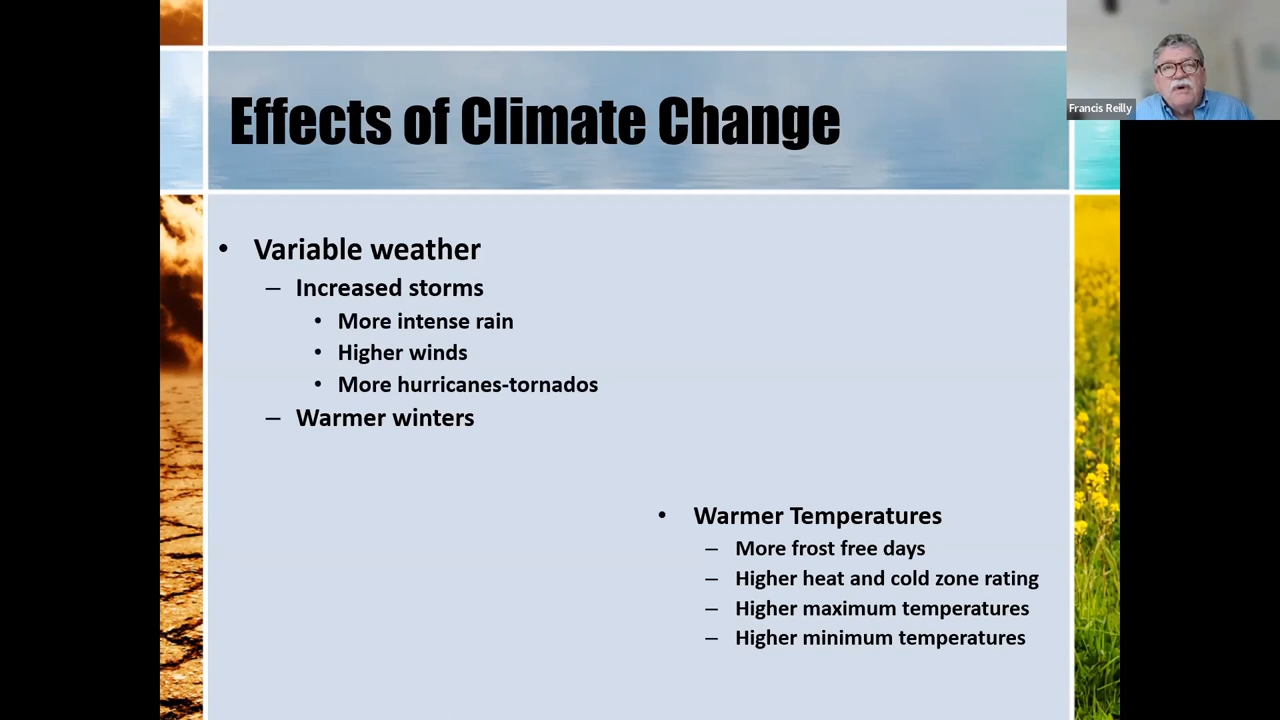 Effects of Climate Change
Francis Reilly
• Variable weather
– Increased storms
• More intense rain
• Higher winds
• More hurricanes-tornados
– Warmer winters
• Warmer Temperatures
– More frost free days
– Higher heat and cold zone rating
– Higher maximum temperatures
– Higher minimum temperatures